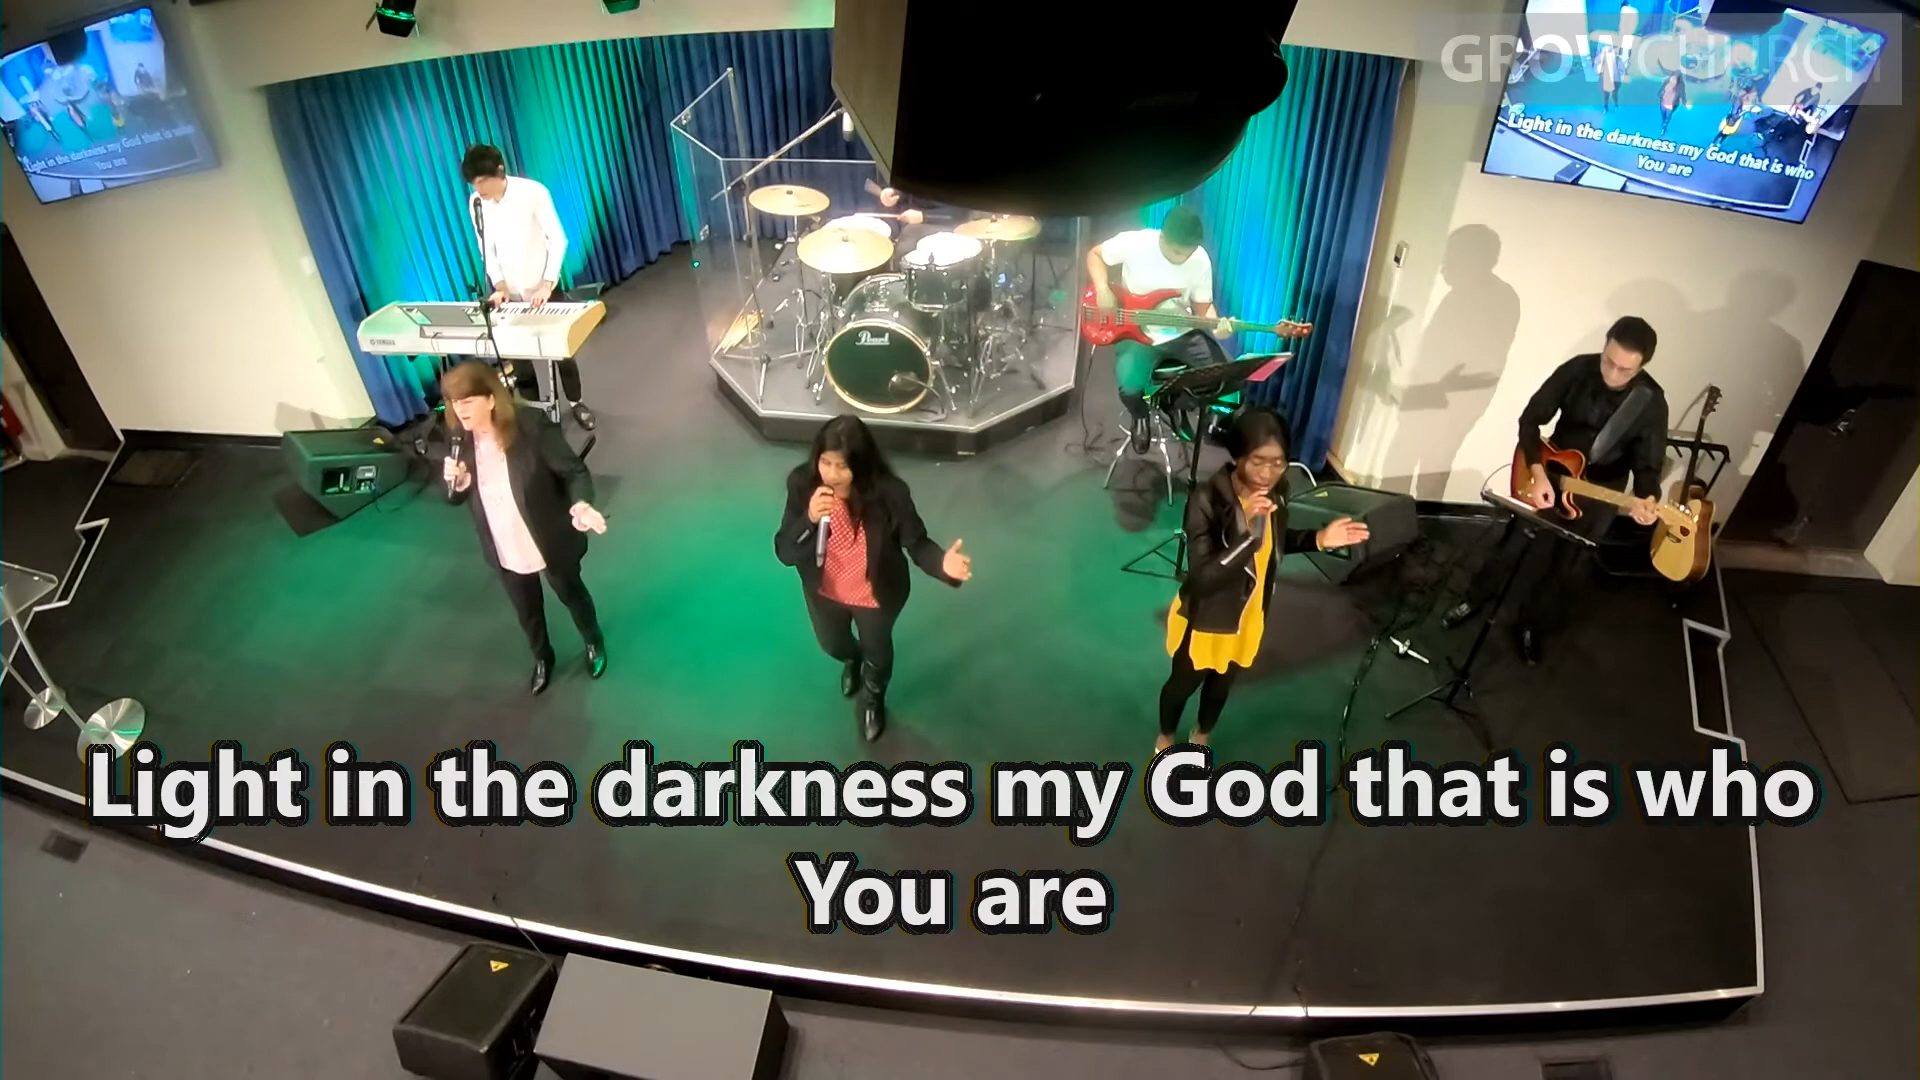 GROWCHURCH
Light in the darkness my God that is who
You are
Light in the darkness my God that is who
You are
YAMAHA
Pearl
Light in the darkness my God that is who
You are